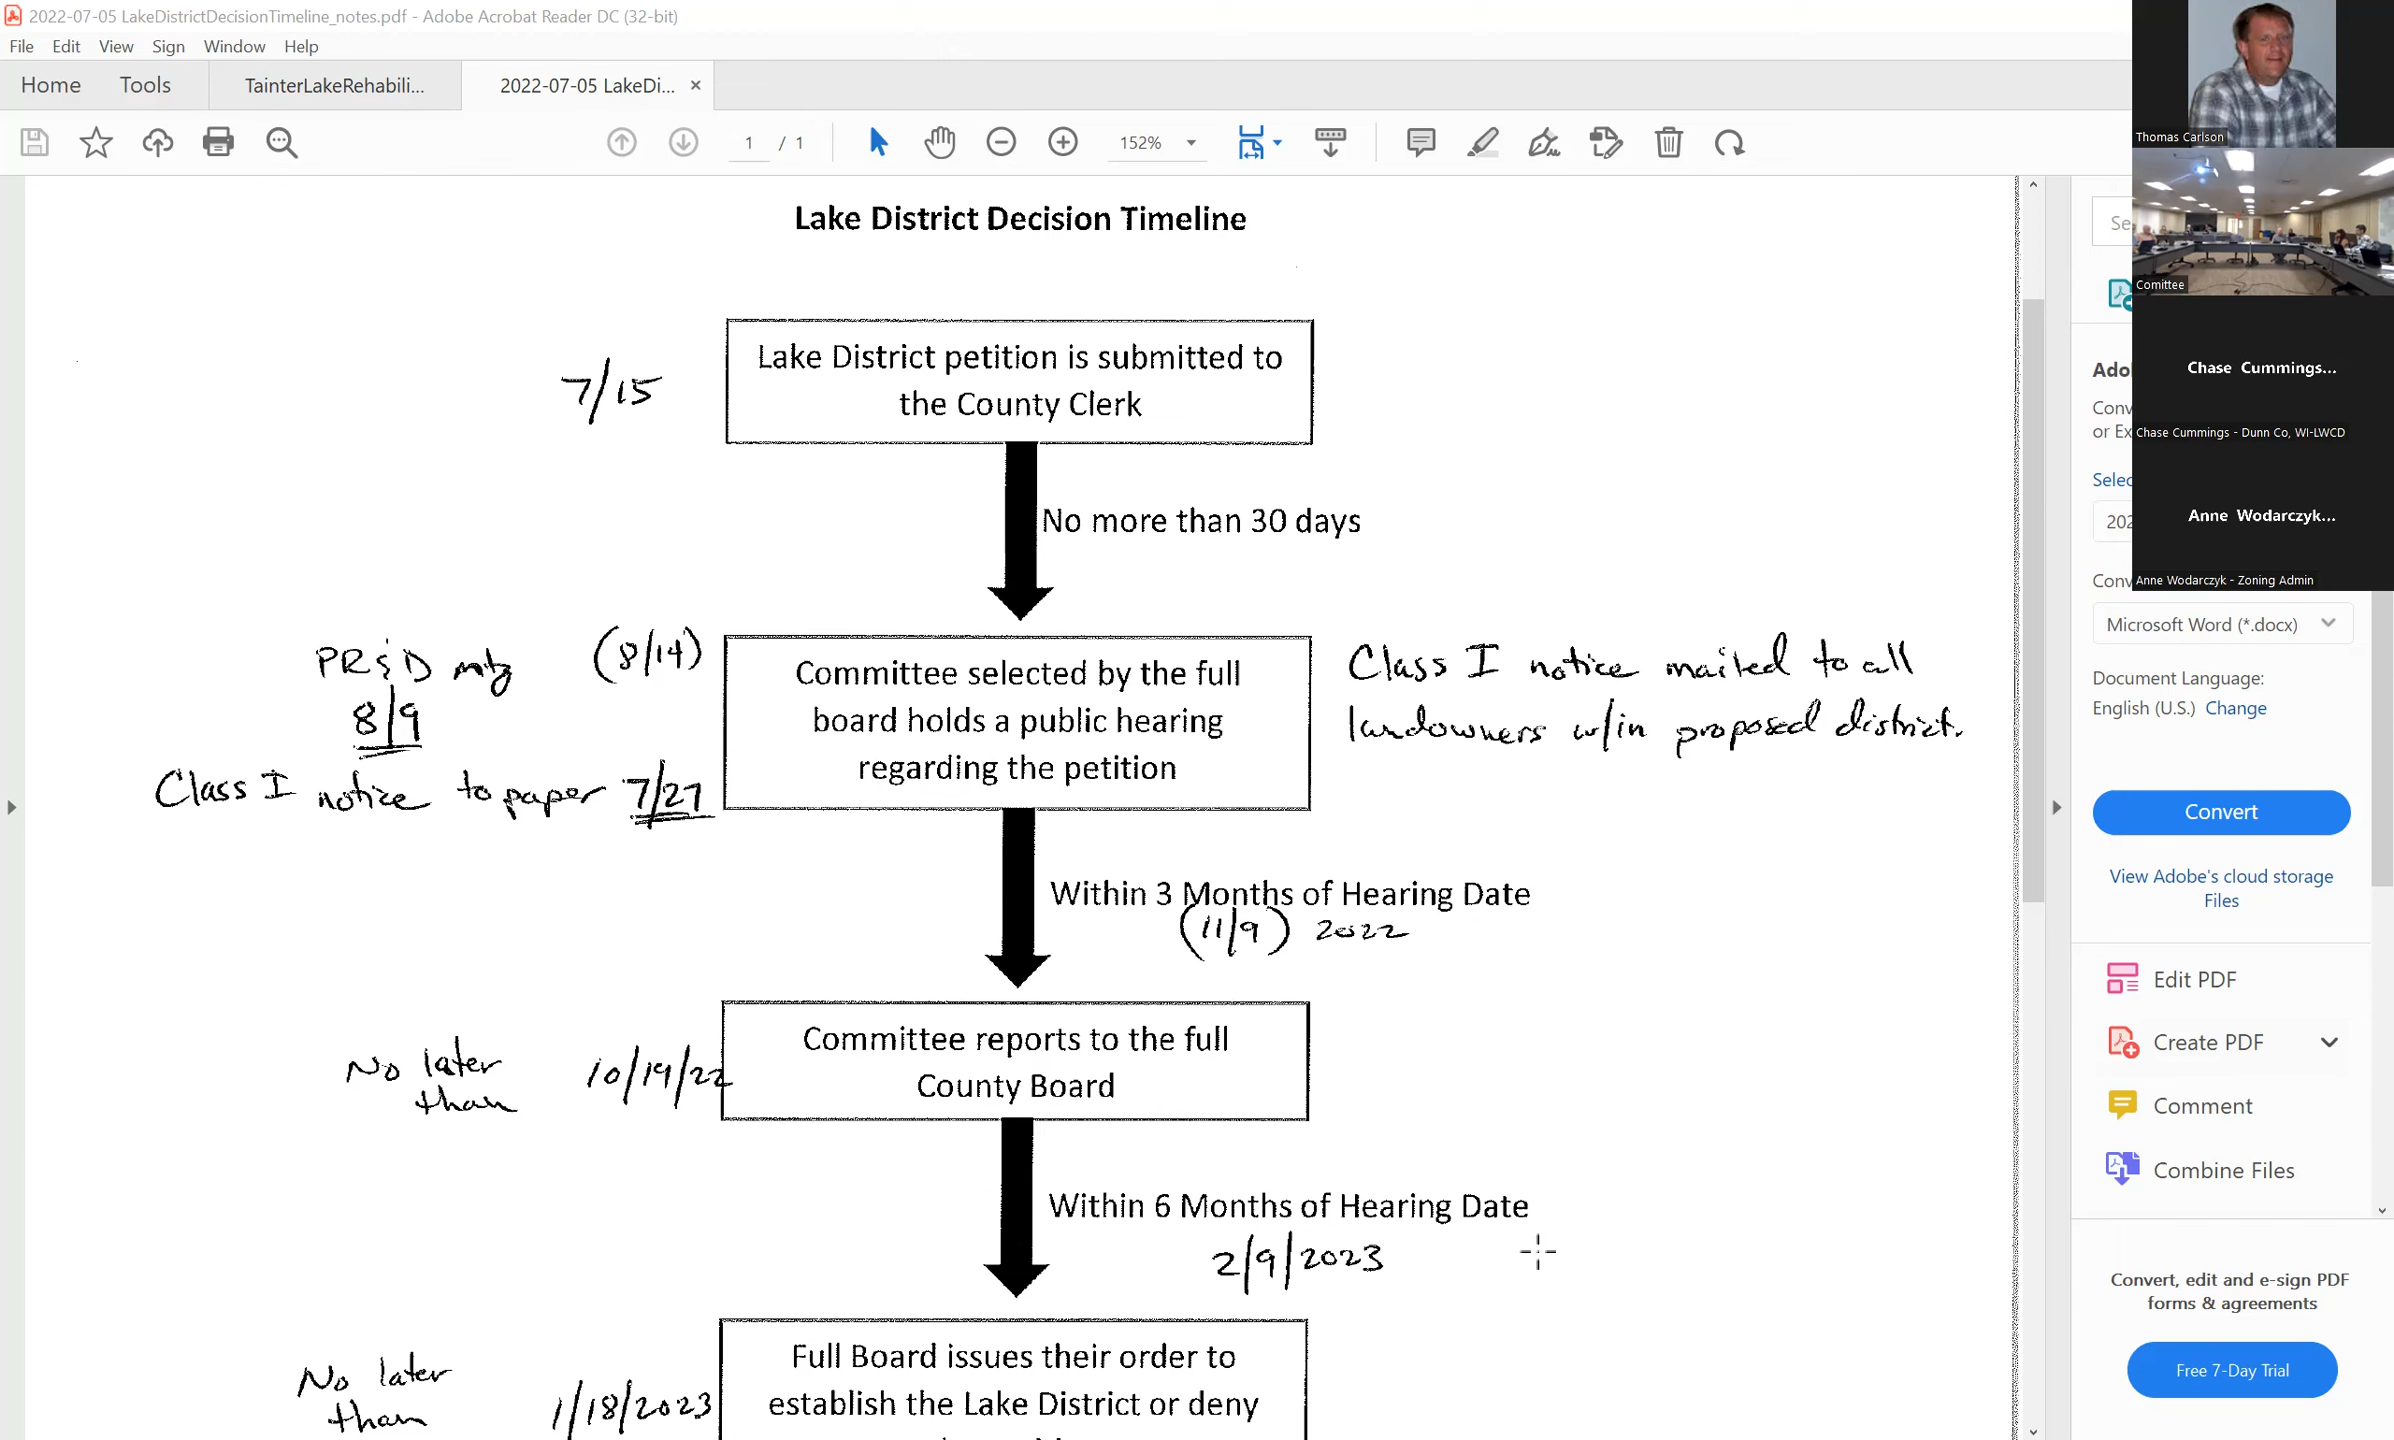 2022-07-05 LakeDistrictDecisionTimeline_notes.pdf - Adobe Acrobat Reader DC (32-bit)
File Edit View Sign Window Help
Home Tools TainterLakeRehabili... 2022-07-05 LakeDi... ×
1 / 1 152%
Lake District Decision Timeline
7/15
Lake District petition is submitted to
the County Clerk
No more than 30 days
PR&D mtg
8/9
(8/14)
Class I notice to paper 7/27
Committee selected by the full
board holds a public hearing
regarding the petition
Class I notice mailed to all
landowners w/in proposed district.
Within 3 Months of Hearing Date
(11/9) 2022
No later
than
10/19/22
Committee reports to the full
County Board
Within 6 Months of Hearing Date
2/9/2023
No later
than
1/18/2023
Full Board issues their order to
establish the Lake District or deny
Thomas Carlson
Comittee
Chase Cummings...
Chase Cummings - Dunn Co, WI-LWCD
Anne Wodarczyk...
Anne Wodarczyk - Zoning Admin
Se
Ado
Conv
or Ex
Selec
202
Conv
Microsoft Word (*.docx)
Document Language:
English (U.S.) Change
Convert
View Adobe's cloud storage
Files
Edit PDF
Create PDF
Comment
Combine Files
Convert, edit and e-sign PDF
forms & agreements
Free 7-Day Trial